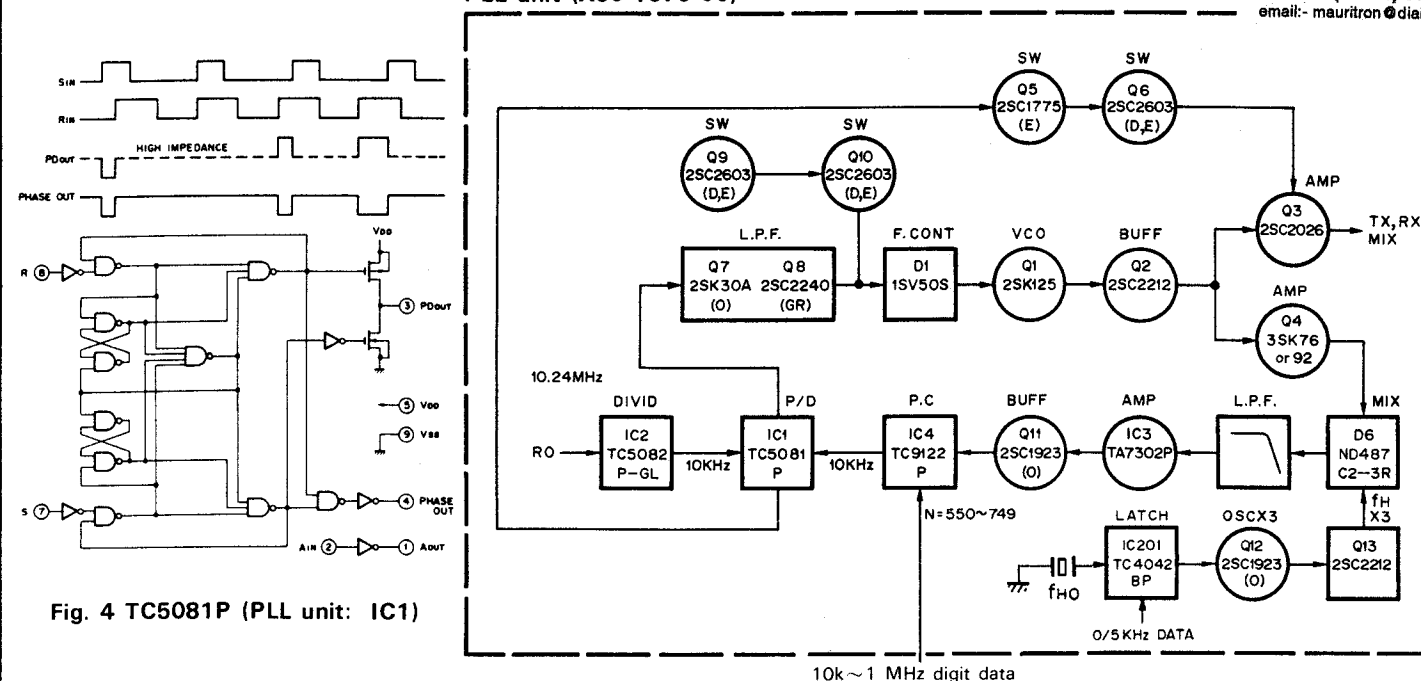 email:- mauritron@diai
SIN
RIN
PDOUT
HIGH IMPEDANCE
PHASE OUT
VDD
R 8
3 PDOUT
5 VDD
9 VSS
4 PHASE OUT
S 7
AIN 2
1 AOUT
Fig. 4 TC5081P (PLL unit: IC1)
SW
Q5
2SC1775
(E)
SW
Q6
2SC2603
(D,E)
SW
Q9
2SC2603
(D,E)
SW
Q10
2SC2603
(D,E)
AMP
Q3
2SC2026
TX,RX
MIX
L.P.F.
Q7
2SK30A
(O)
Q8
2SC2240
(GR)
F.CONT
D1
1SV50S
VCO
Q1
2SK125
BUFF
Q2
2SC2212
AMP
Q4
3SK76
or 92
10.24MHz
RO
DIVID
IC2
TC5082
P-GL
10KHz
P/D
IC1
TC5081
P
10KHz
P.C
IC4
TC9122
P
N=550~749
BUFF
Q11
2SC1923
(O)
AMP
IC3
TA7302P
L.P.F.
MIX
D6
ND487
C2-3R
fH
X3
fHO
LATCH
IC201
TC4042
BP
OSCX3
Q12
2SC1923
(O)
Q13
2SC2212
0/5KHz DATA
10k~1 MHz digit data